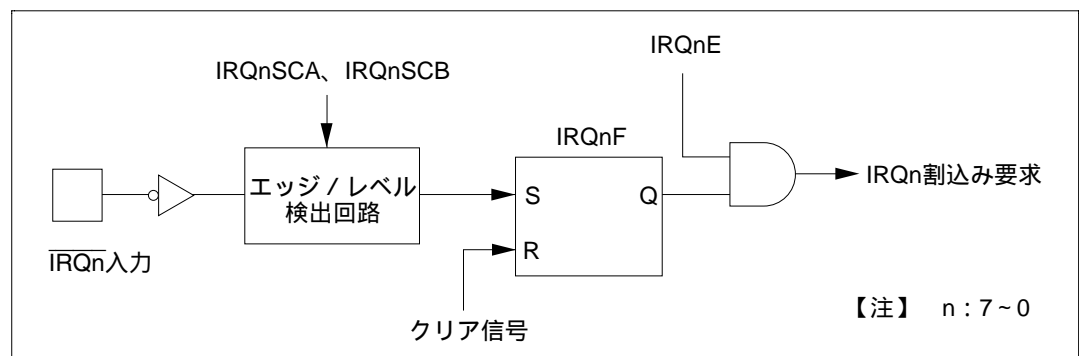 IRQnE
IRQnSCA、IRQnSCB
IRQnF
エッジ / レベル
検出回路
S
Q
R
IRQn割込み要求
IRQn入力
クリア信号
【注】 n : 7~0